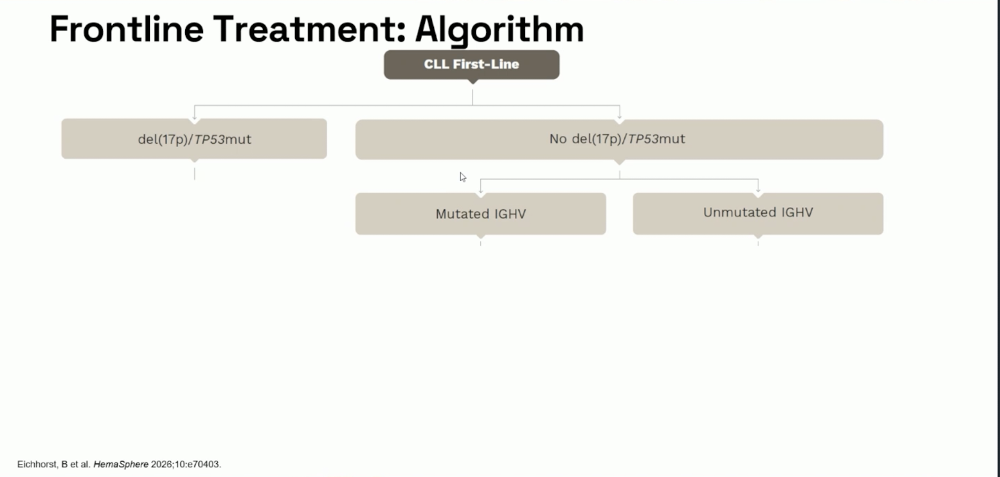 Frontline Treatment: Algorithm
CLL First-Line
del(17p)/TP53mut
No del(17p)/TP53mut
Mutated IGHV
Unmutated IGHV
Eichhorst, B et al. HemaSphere 2026;10:e70403.